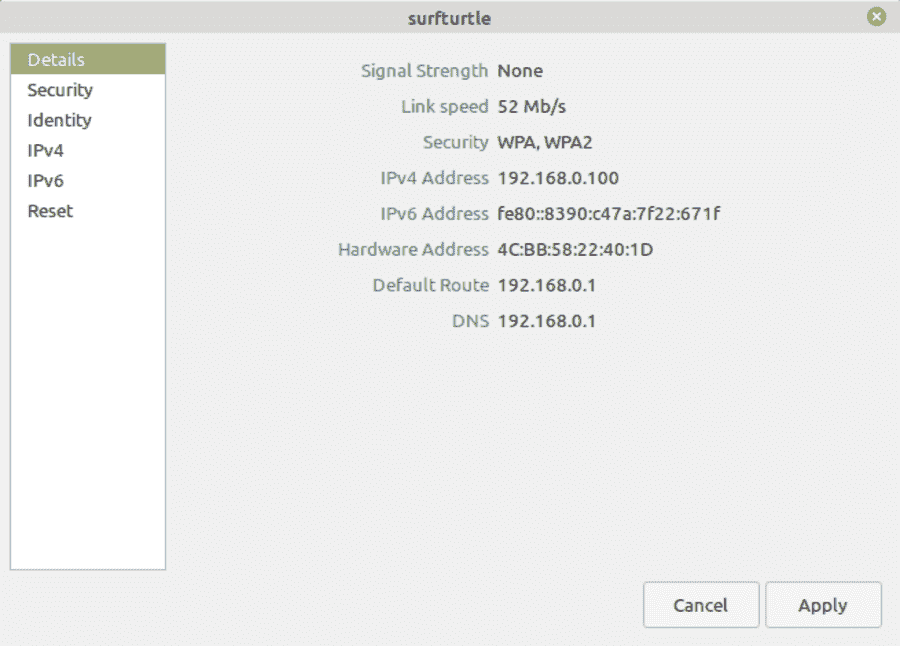 surfturtle
Details
Security
Identity
IPv4
IPv6
Reset
Signal Strength None
Link speed 52 Mb/s
Security WPA, WPA2
IPv4 Address 192.168.0.100
IPv6 Address fe80::8390:c47a:7f22:671f
Hardware Address 4C:BB:58:22:40:1D
Default Route 192.168.0.1
DNS 192.168.0.1
Cancel Apply